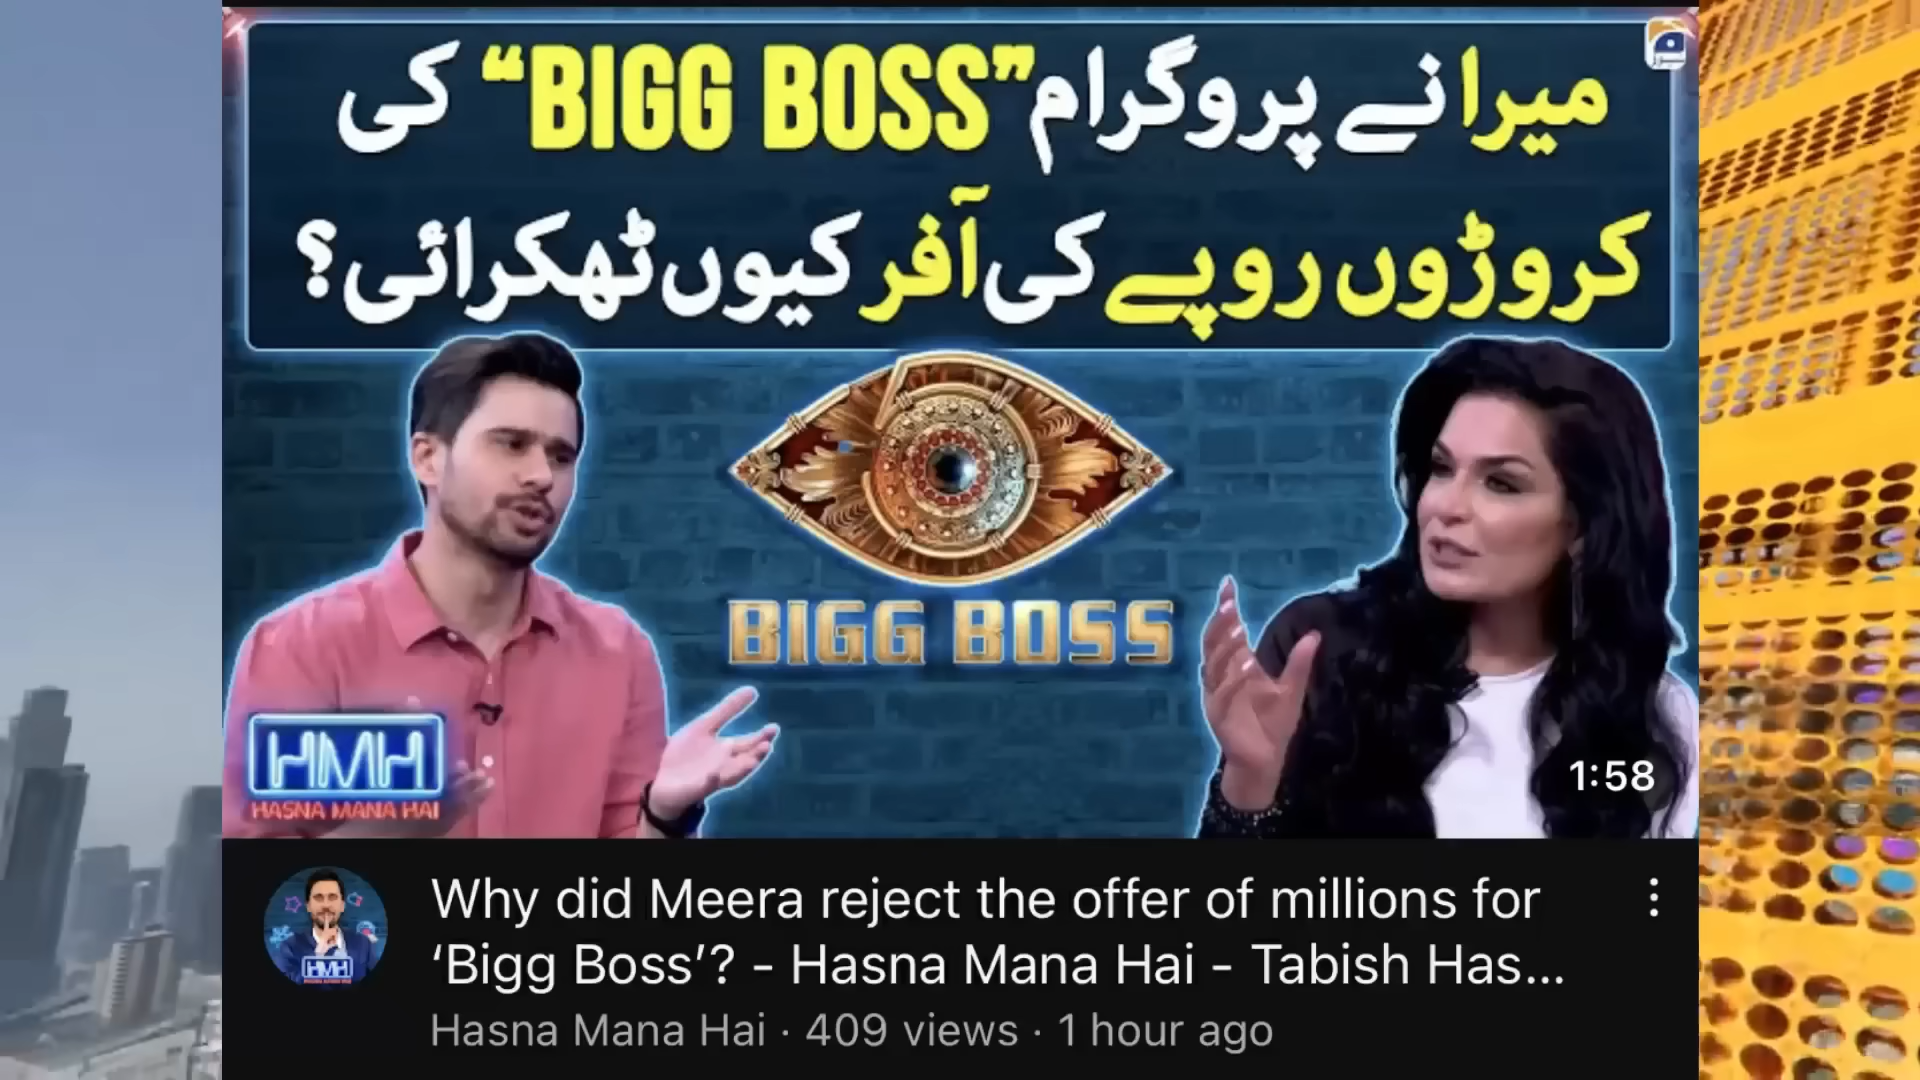 میرا نے پروگرام “BIGG BOSS” کی
کروڑوں روپے کی آفر کیوں ٹھکرائی؟
BIGG BOSS
HMH
HASNA MANA HAI
1:58
Why did Meera reject the offer of millions for
‘Bigg Boss’? - Hasna Mana Hai - Tabish Has...
Hasna Mana Hai · 409 views · 1 hour ago
HMH